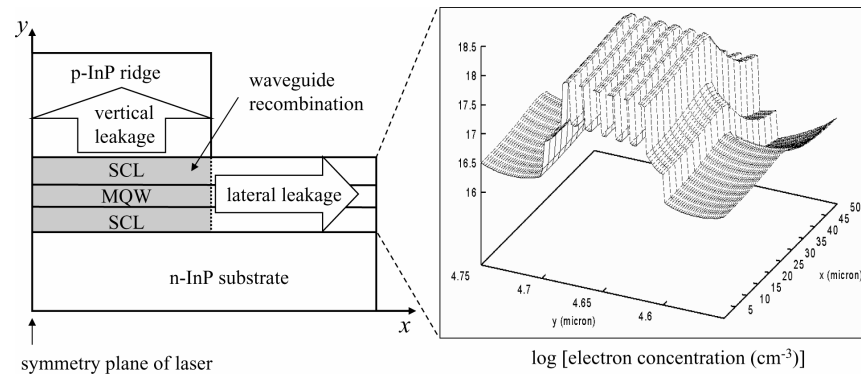 y
p-InP ridge
waveguide
recombination
vertical
leakage
SCL
MQW
SCL
lateral leakage
n-InP substrate
x
symmetry plane of laser
18.5
18
17.5
17
16.5
16
4.75
4.7
4.65
4.6
y (micron)
5
10
15
20
25
30
35
40
45
50
x (micron)
log [electron concentration (cm-3)]